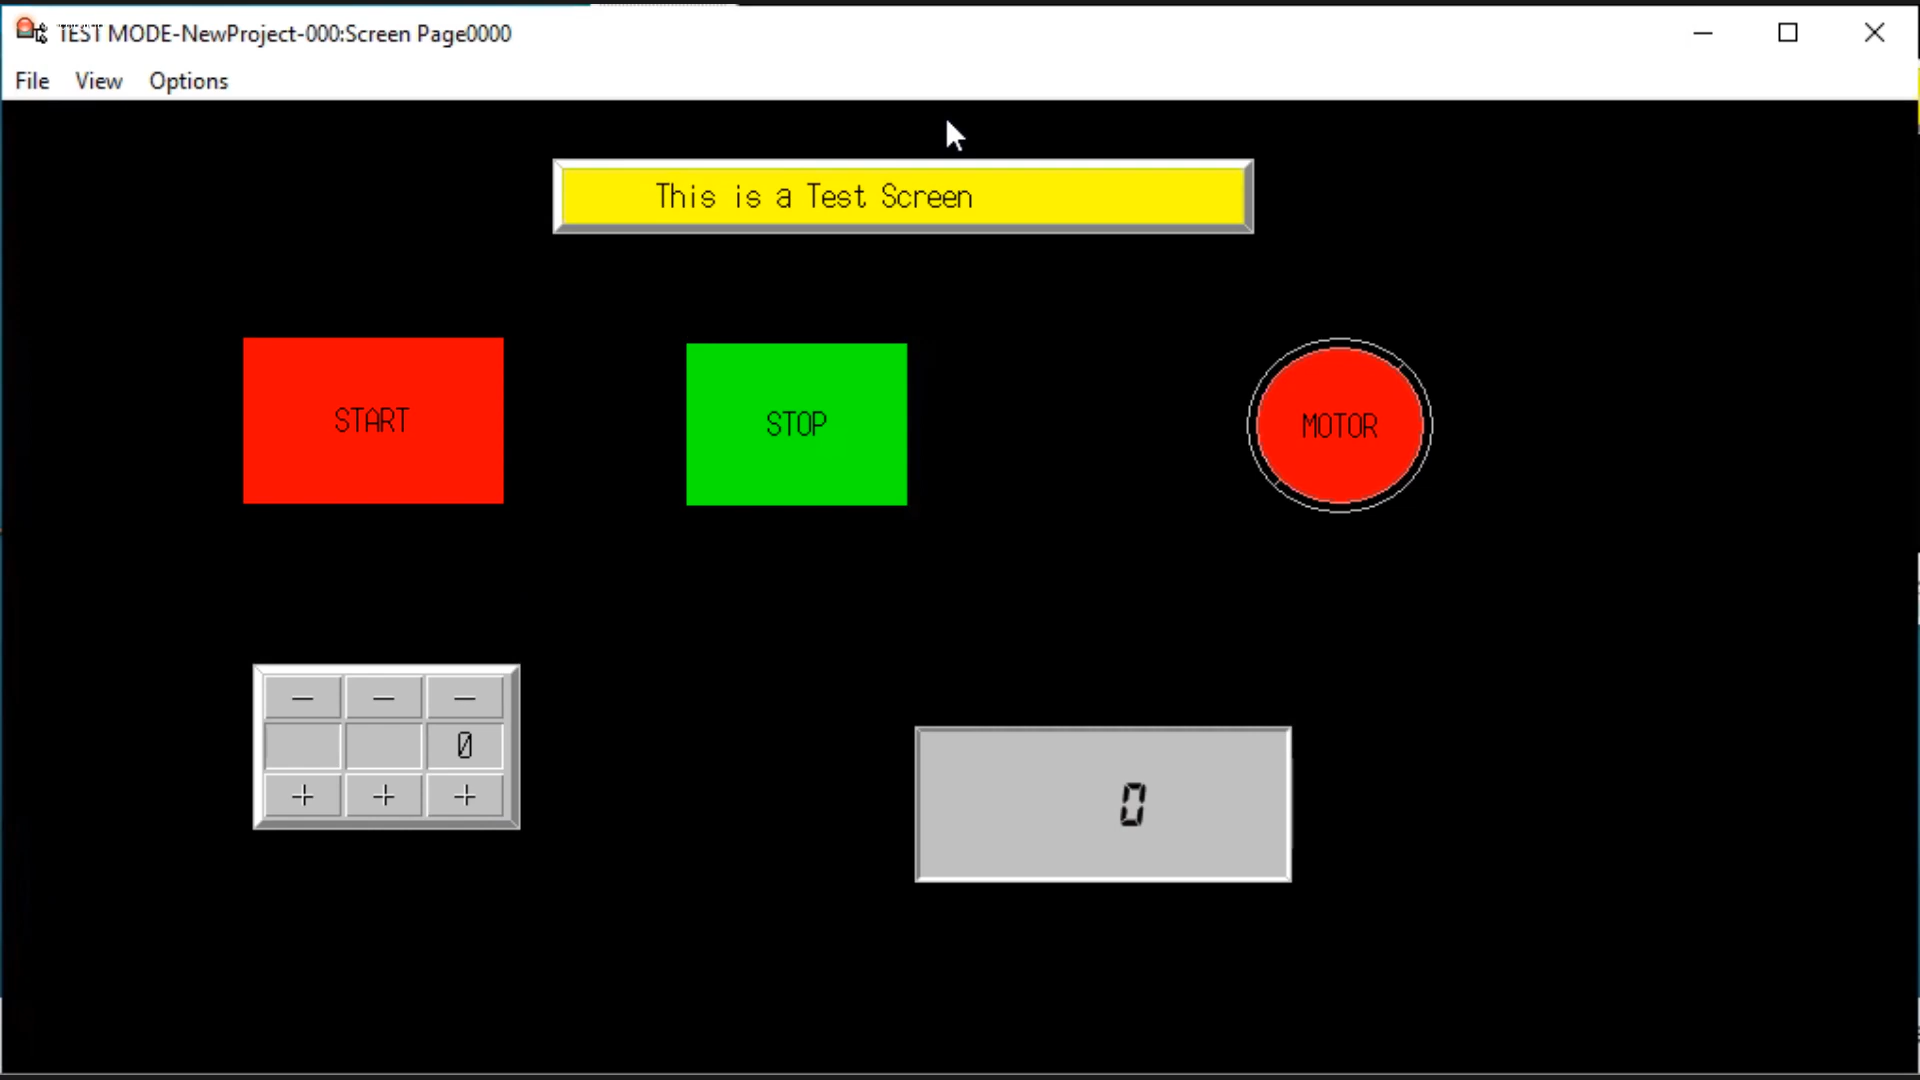 TEST MODE-NewProject-000:Screen Page0000
File View Options
This is a Test Screen
START STOP MOTOR
— — —
0
+ + +
0